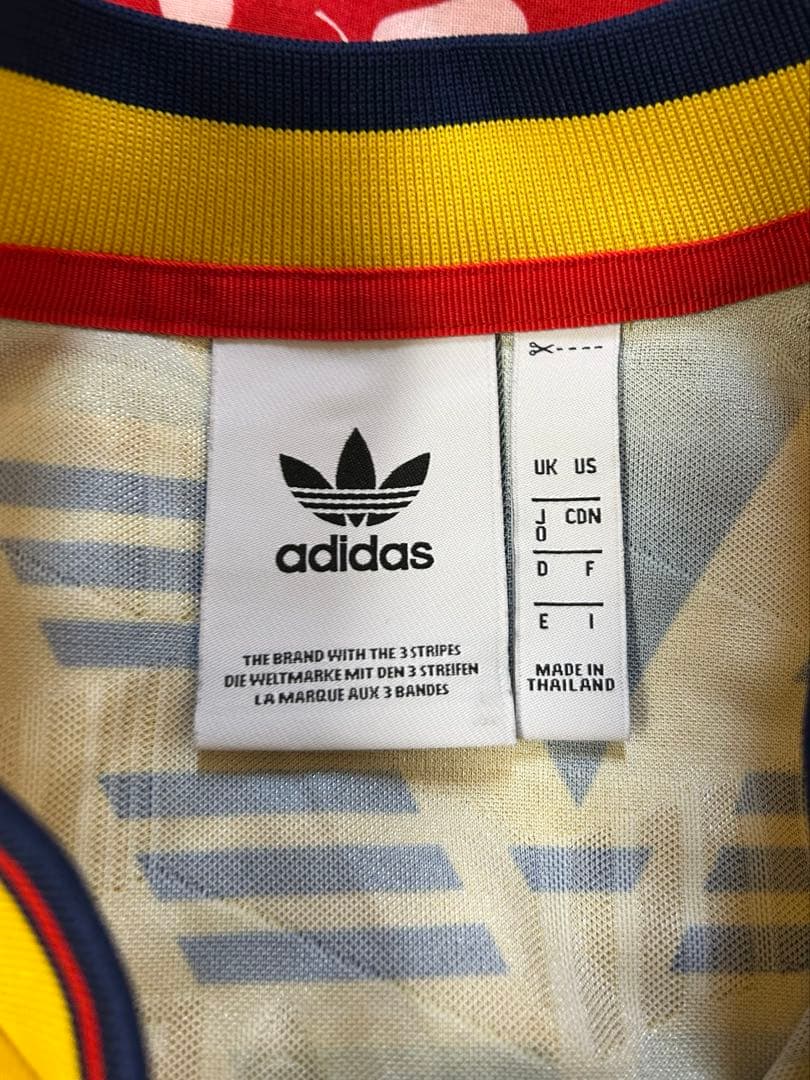 adidas
THE BRAND WITH THE 3 STRIPES
DIE WELTMARKE MIT DEN 3 STREIFEN
LA MARQUE AUX 3 BANDES
UK US
J
O CDN
D F
E I
MADE IN
THAILAND